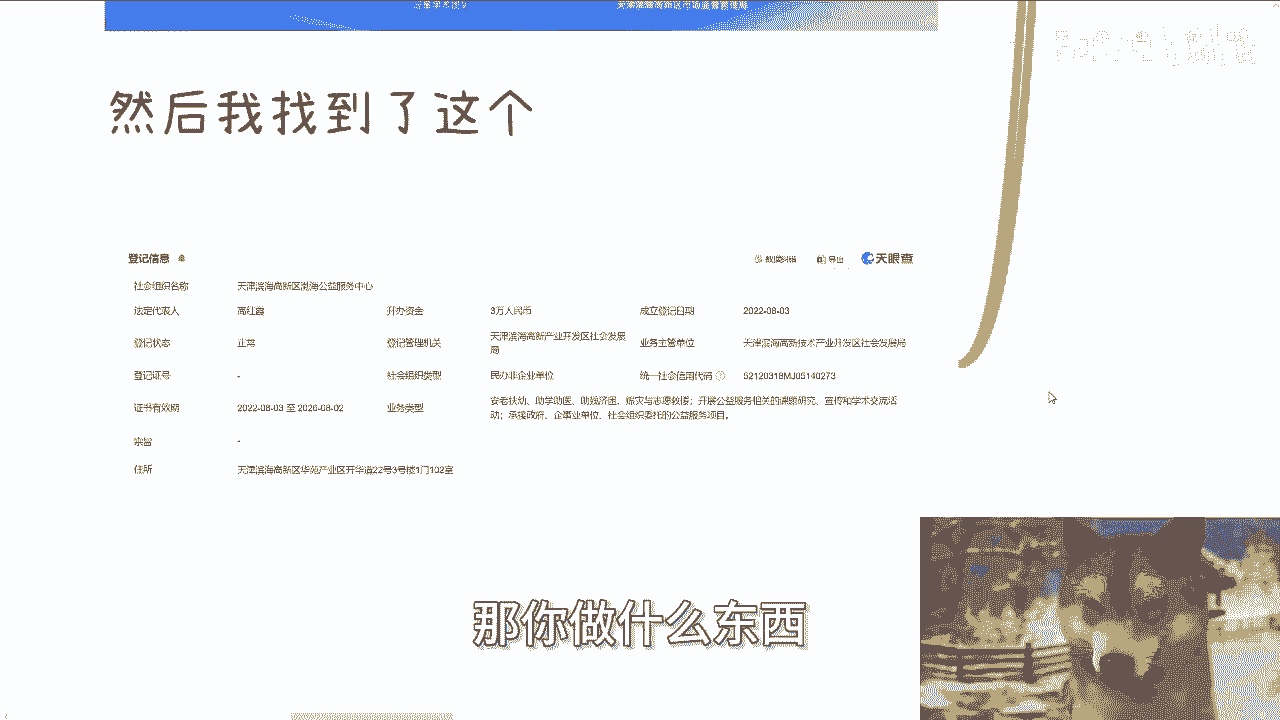 然后我找到了这个
登记信息
导出
天眼查
社会组织名称 天津滨海高新区渤海公益服务中心
法定代表人 高红霞 开办资金 3万人民币 成立登记日期 2022-08-03
登记状态 正常 登记管理机关 天津滨海高新产业开发区社会发展局 业务主管单位 天津滨海高新技术产业开发区社会发展局
登记证号 - 社会组织类型 民办非企业单位 统一社会信用代码 52120318MJ05140273
证书有效期 2022-08-03 至 2026-08-02 业务类型 安老扶幼、助学助医、助残济困、赈灾与志愿救援；开展公益服务相关的课题研究、宣传和学术交流活动；承接政府、企事业单位、社会组织委托的公益服务项目。
住所 天津滨海高新区华苑产业区开华道22号3号楼1门102室
那你做什么东西